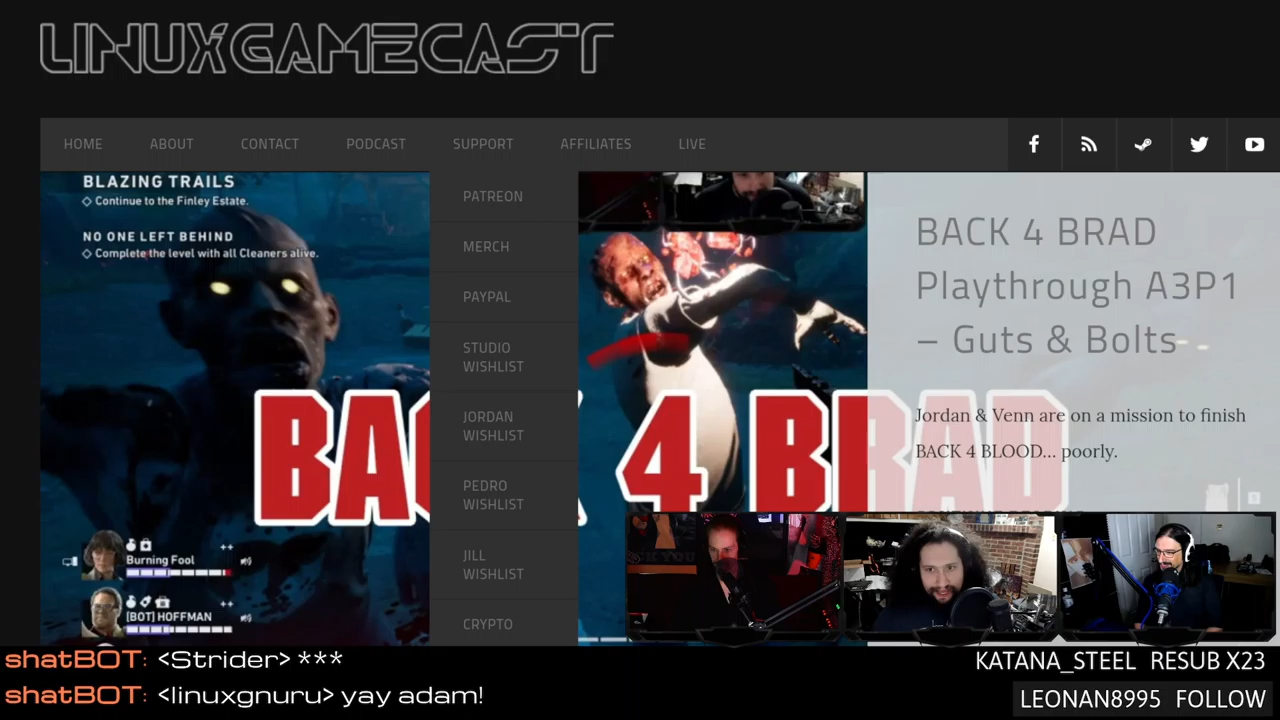 LINUXGAMECAST
HOME ABOUT CONTACT PODCAST SUPPORT AFFILIATES LIVE
BLAZING TRAILS
Continue to the Finley Estate.
NO ONE LEFT BEHIND
Complete the level with all Cleaners alive.
PATREON
MERCH
PAYPAL
STUDIO
WISHLIST
JORDAN
WISHLIST
PEDRO
WISHLIST
JILL
WISHLIST
CRYPTO
BACK 4 BRAD
Playthrough A3P1
– Guts & Bolts
Jordan & Venn are on a mission to finish
BACK 4 BLOOD... poorly.
BAC 4 BRAD
Burning Fool
[BOT] HOFFMAN
shatBOT: <Strider> ***
shatBOT: <linuxgnuru> yay adam!
KATANA_STEEL RESUB X23
LEONAN8995 FOLLOW